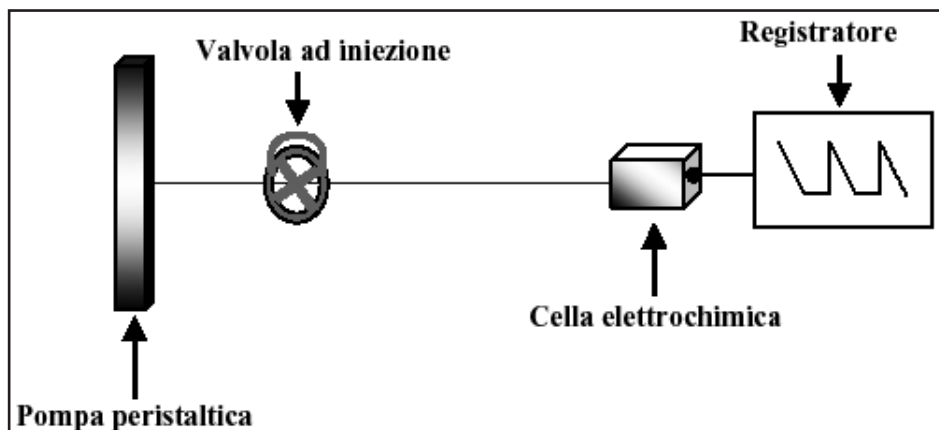 Registratore
Valvola ad iniezione
Cella elettrochimica
Pompa peristaltica